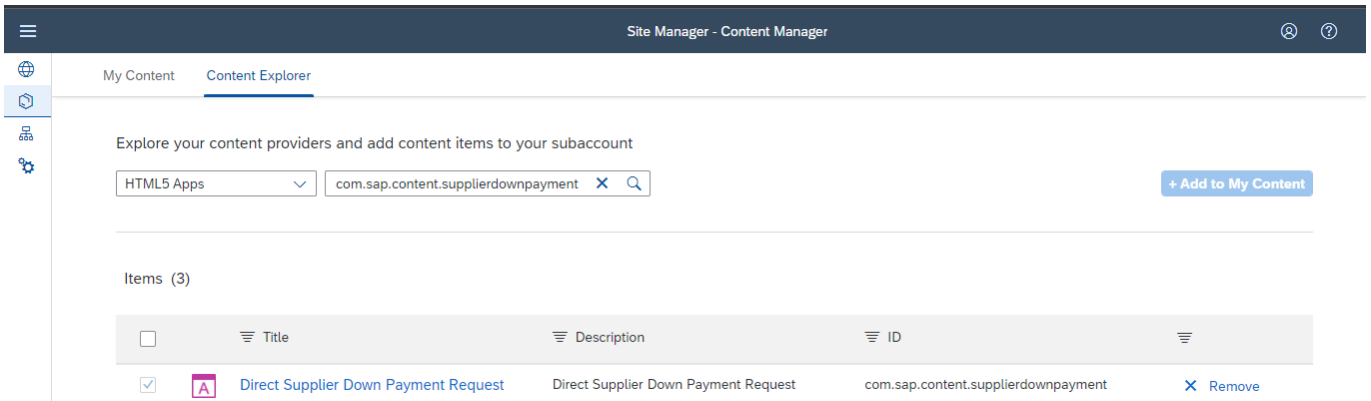 Site Manager - Content Manager
My Content Content Explorer
Explore your content providers and add content items to your subaccount
HTML5 Apps com.sap.content.supplierdownpayment + Add to My Content
Items (3)
Title Description ID
A Direct Supplier Down Payment Request Direct Supplier Down Payment Request com.sap.content.supplierdownpayment Remove